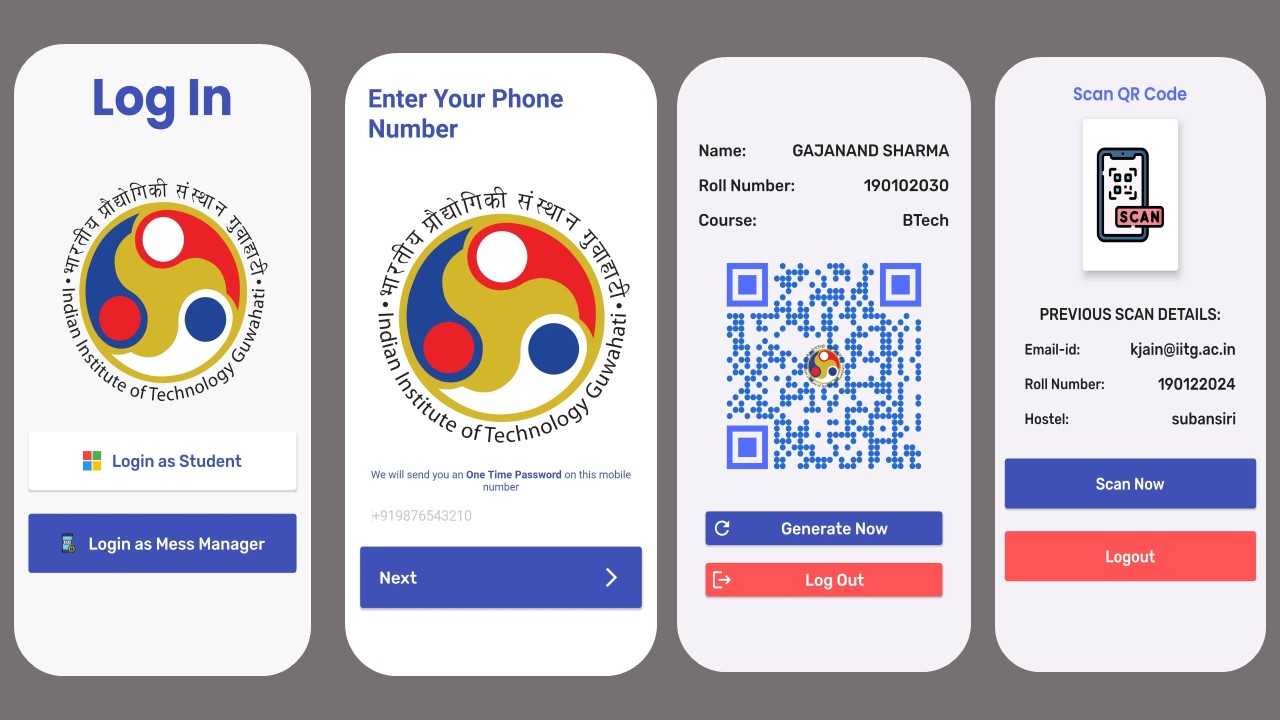 Log In
भारतीय प्रौद्योगिकी संस्थान गुवाहाटी
Indian Institute of Technology Guwahati
Login as Student
Login as Mess Manager
Enter Your Phone
Number
भारतीय प्रौद्योगिकी संस्थान गुवाहाटी
Indian Institute of Technology Guwahati
We will send you an One Time Password on this mobile
number
+919876543210
Next
Name: GAJANAND SHARMA
Roll Number: 190102030
Course: BTech
Generate Now
Log Out
Scan QR Code
SCAN
PREVIOUS SCAN DETAILS:
Email-id: kjain@iitg.ac.in
Roll Number: 190122024
Hostel: subansiri
Scan Now
Logout